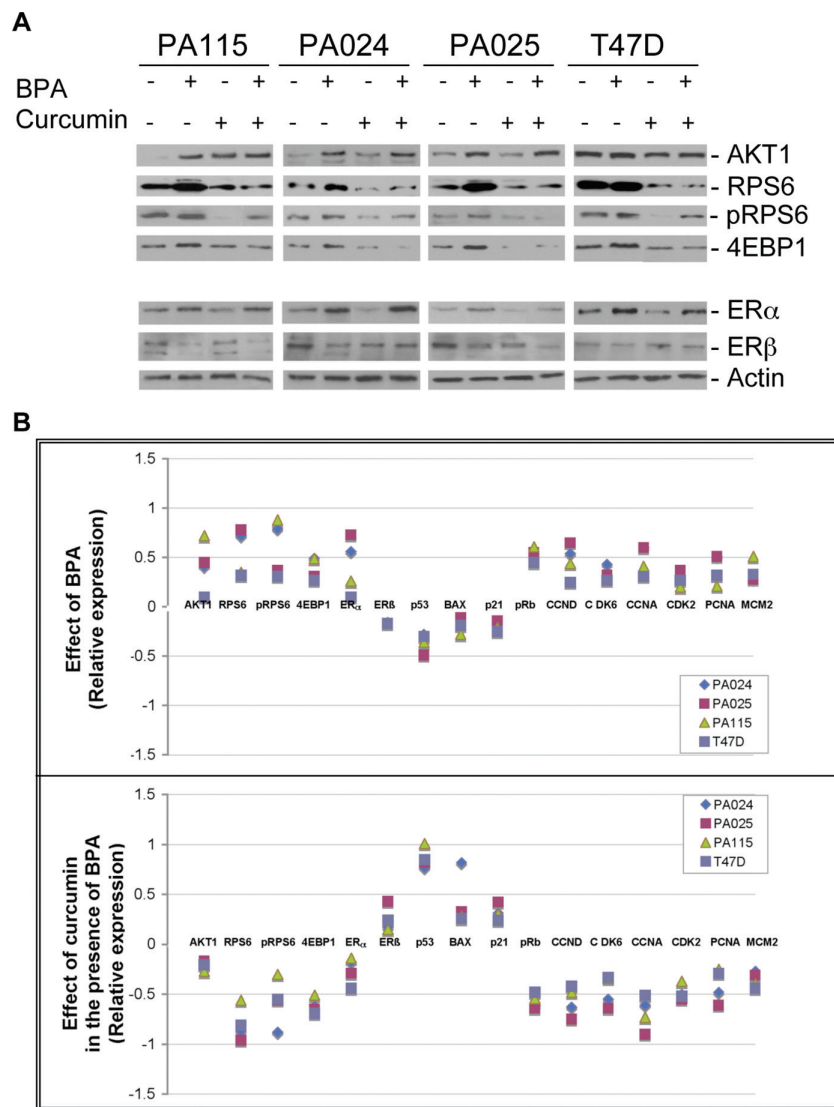 A
PA115 PA024 PA025 T47D
BPA - + - + - + - + - + - + - + - +
Curcumin - - + + - - + + - - + + - - + +
- AKT1
- RPS6
- pRPS6
- 4EBP1
- ERα
- ERβ
- Actin
B
Effect of BPA
(Relative expression)
1.5
1
0.5
0
-0.5
-1
-1.5
AKT1 RPS6 pRPS6 4EBP1 ERα ERß p53 BAX p21 pRb CCND C DK6 CCNA CDK2 PCNA MCM2
PA024
PA025
PA115
T47D
Effect of curcumin
in the presence of BPA
(Relative expression)
1.5
1
0.5
0
-0.5
-1
-1.5
PA024
PA025
PA115
T47D
AKT1 RPS6 pRPS6 4EBP1 ERα ERß p53 BAX p21 pRb CCND C DK6 CCNA CDK2 PCNA MCM2